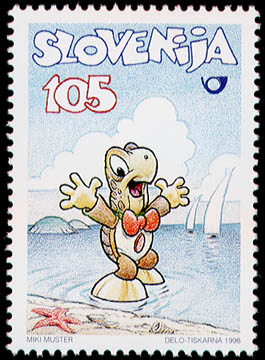 SLOVENIJA
105
MIKI MUSTER
DELO-TISKARNA 1998